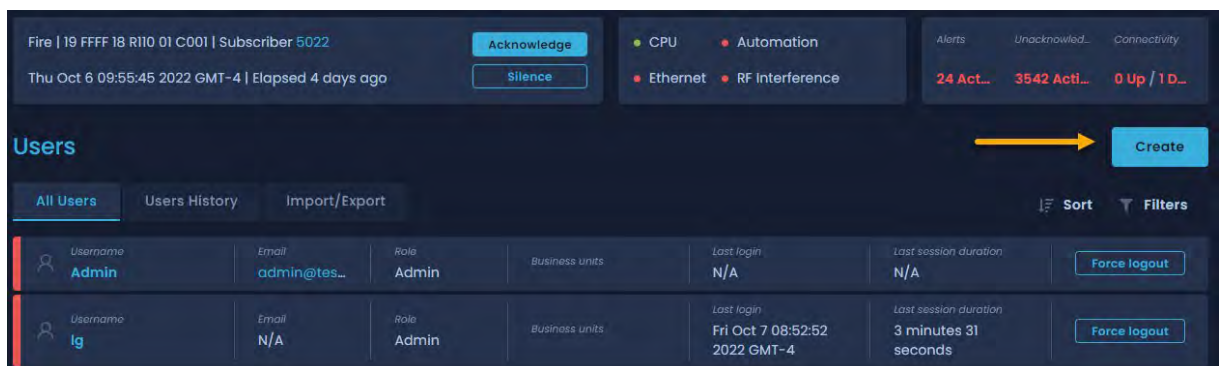 Fire | 19 FFFF 18 R110 01 C001 | Subscriber 5022
Acknowledge
Thu Oct 6 09:55:45 2022 GMT-4 | Elapsed 4 days ago
Silence
CPU
Automation
Ethernet
RF Interference
Alerts
Unacknowled...
Connectivity
24 Act...
3542 Acti...
0 Up / 1 D...
Users
Create
All Users
Users History
Import/Export
Sort
Filters
Username
Email
Role
Business units
Last login
Last session duration
Admin
admin@tes...
Admin
N/A
N/A
Force logout
Username
Email
Role
Business units
Last login
Last session duration
lg
N/A
Admin
Fri Oct 7 08:52:52
2022 GMT-4
3 minutes 31
seconds
Force logout